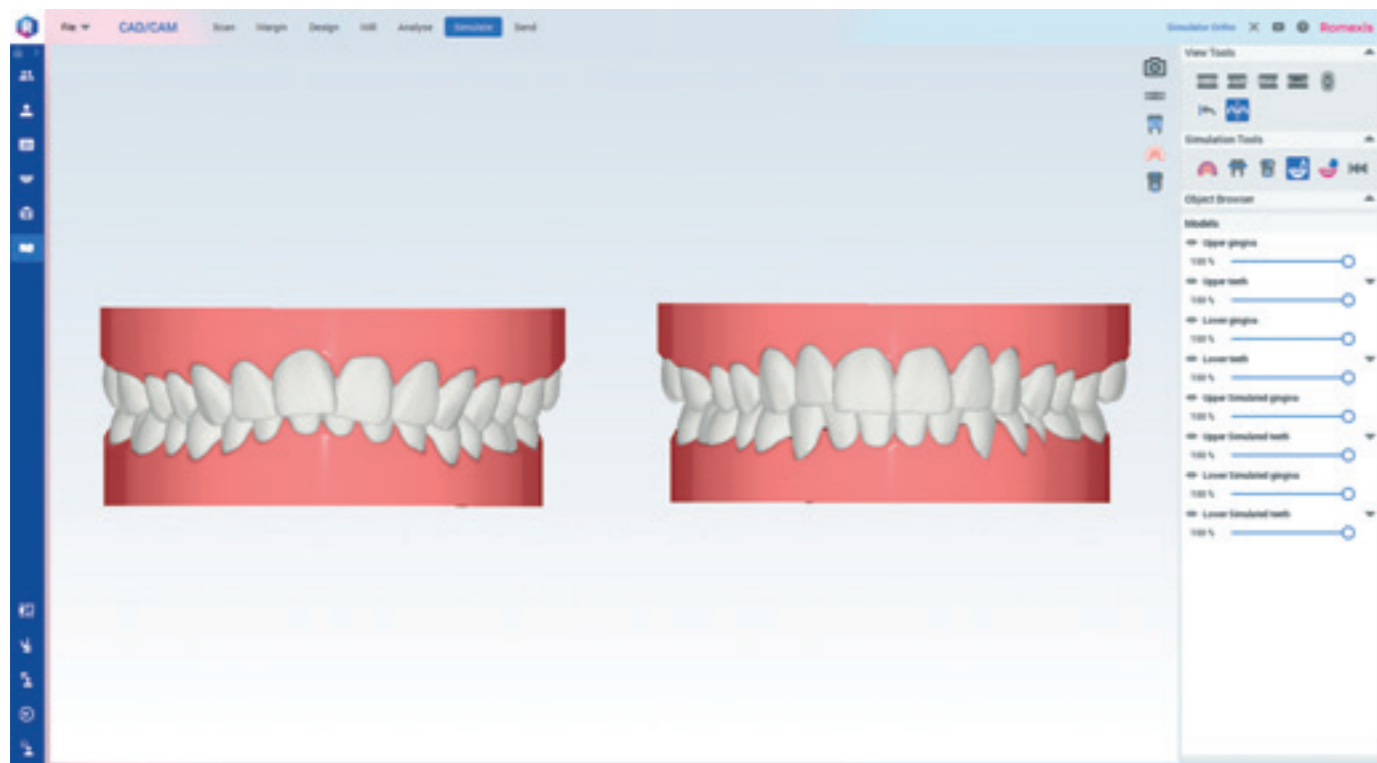 File
CAD/CAM
Scan Margin Design Mill Analyse Simulate Send
Simulator Ortho
Romexis
View Tools
Simulation Tools
Object Browser
Models
Upper gingiva
100 %
Upper teeth
100 %
Lower gingiva
100 %
Lower teeth
100 %
Upper Simulated gingiva
100 %
Upper Simulated teeth
100 %
Lower Simulated gingiva
100 %
Lower Simulated teeth
100 %